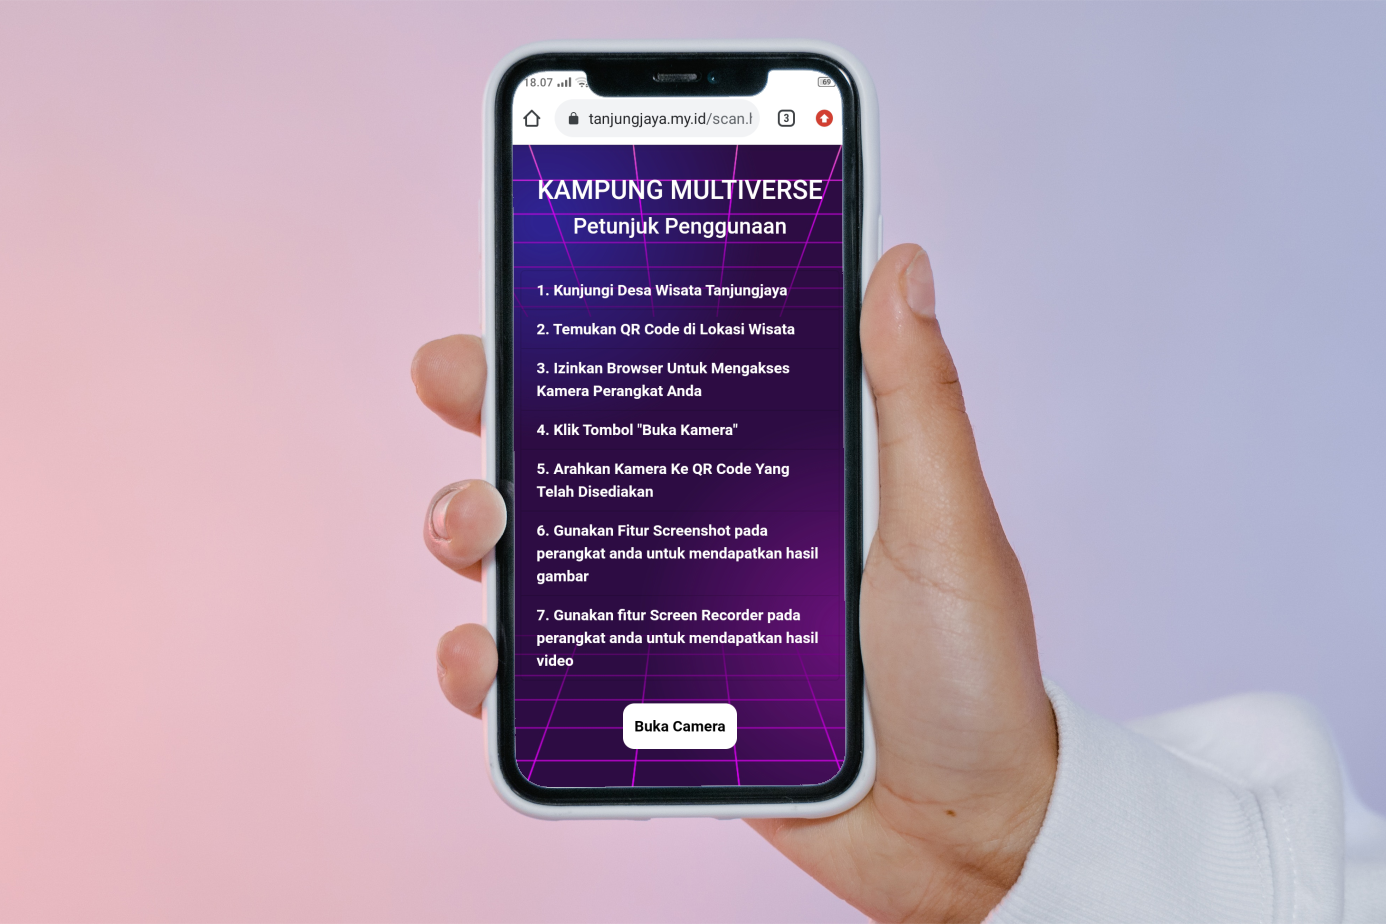 18.07
69
tanjungjaya.my.id/scan.h
3
KAMPUNG MULTIVERSE
Petunjuk Penggunaan
1. Kunjungi Desa Wisata Tanjungjaya
2. Temukan QR Code di Lokasi Wisata
3. Izinkan Browser Untuk Mengakses
Kamera Perangkat Anda
4. Klik Tombol "Buka Kamera"
5. Arahkan Kamera Ke QR Code Yang
Telah Disediakan
6. Gunakan Fitur Screenshot pada
perangkat anda untuk mendapatkan hasil
gambar
7. Gunakan fitur Screen Recorder pada
perangkat anda untuk mendapatkan hasil
video
Buka Camera